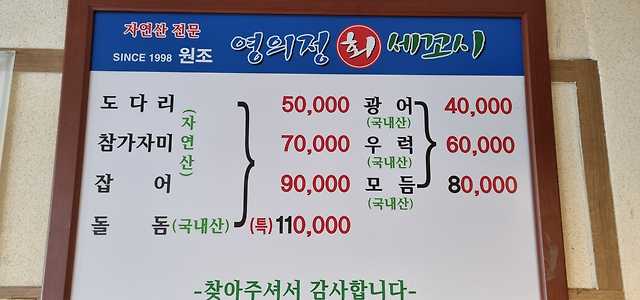 자연산 전문
SINCE 1998 원조
영의정 회 세꼬시
도다리 50,000 광어 40,000
(자연산) (국내산)
참가자미 70,000 우럭 60,000
(국내산)
잡어 90,000 모듬 80,000
(국내산)
돌돔 (국내산) (특) 110,000
-찾아주셔서 감사합니다-